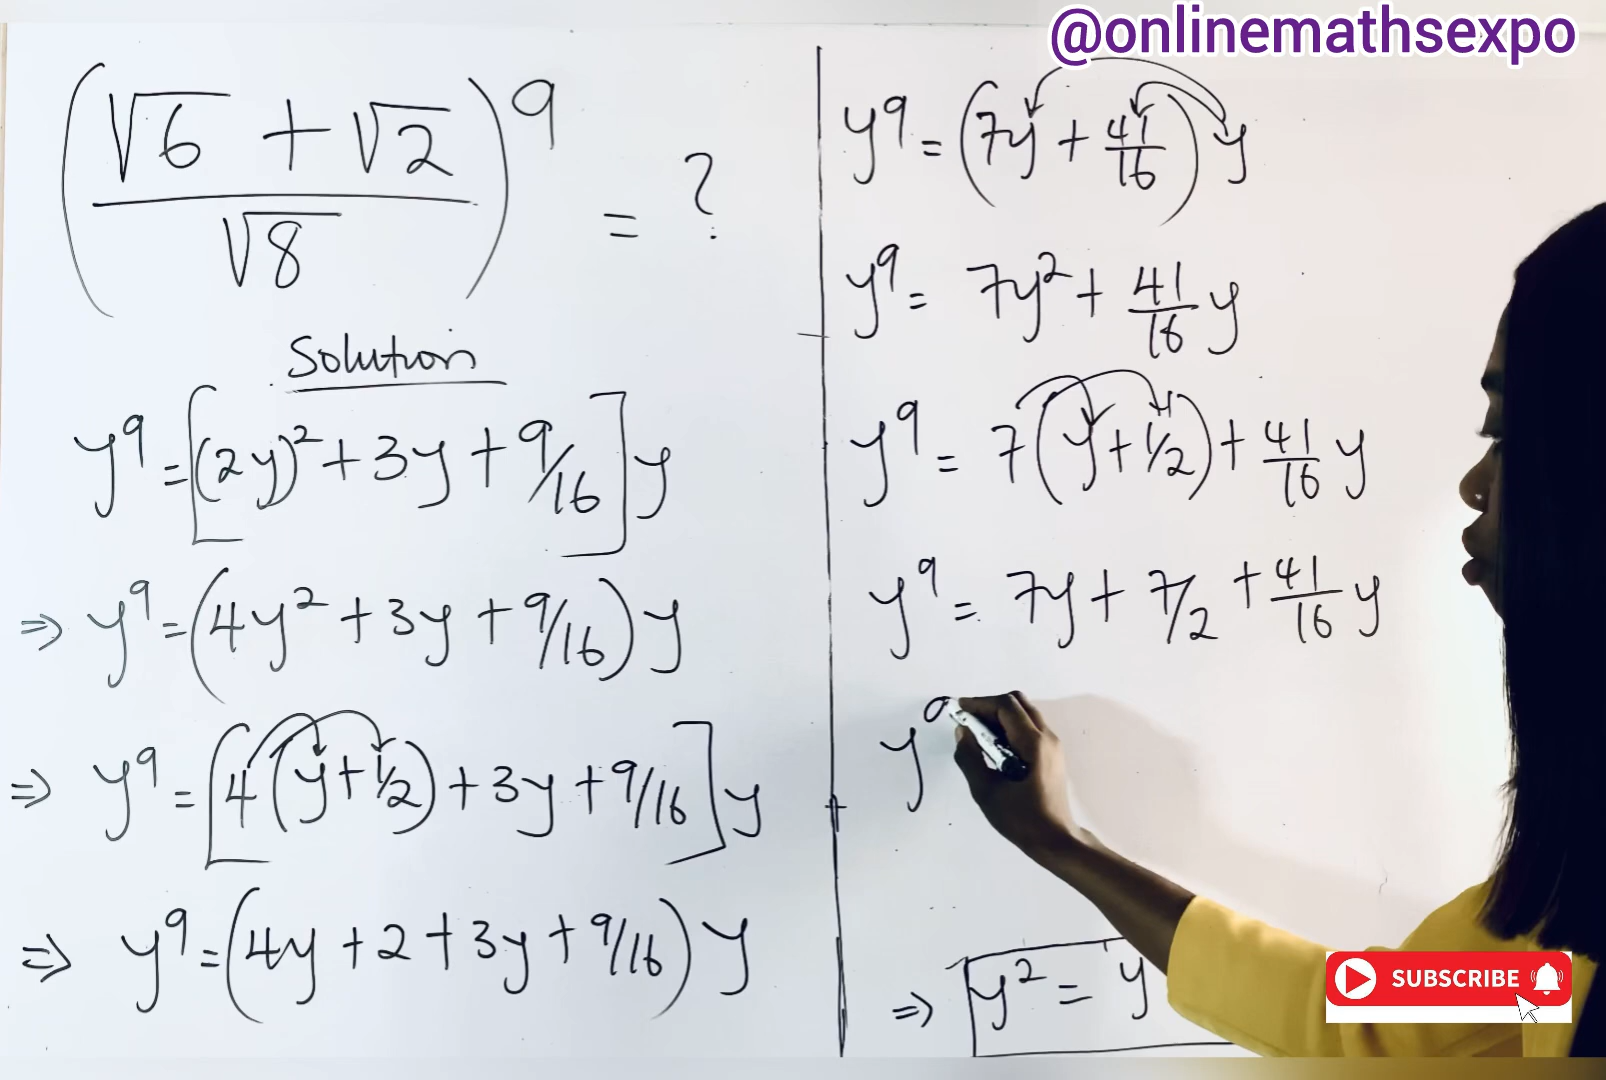 @onlinemathsexpo
(√6 + √2 / √8)^9 = ?
Solution
y^9 = [(2y)^2 + 3y + 9/16] y
⇒ y^9 = (4y^2 + 3y + 9/16) y
⇒ y^9 = [4(y + 1/2) + 3y + 9/16] y
⇒ y^9 = (4y + 2 + 3y + 9/16) y
y^9 = (7y + 41/16) y
y^9 = 7y^2 + 41/16 y
y^9 = 7(y + 1/2) + 41/16 y
y^9 = 7y + 7/2 + 41/16 y
y^9
⇒ y^2 = y
SUBSCRIBE